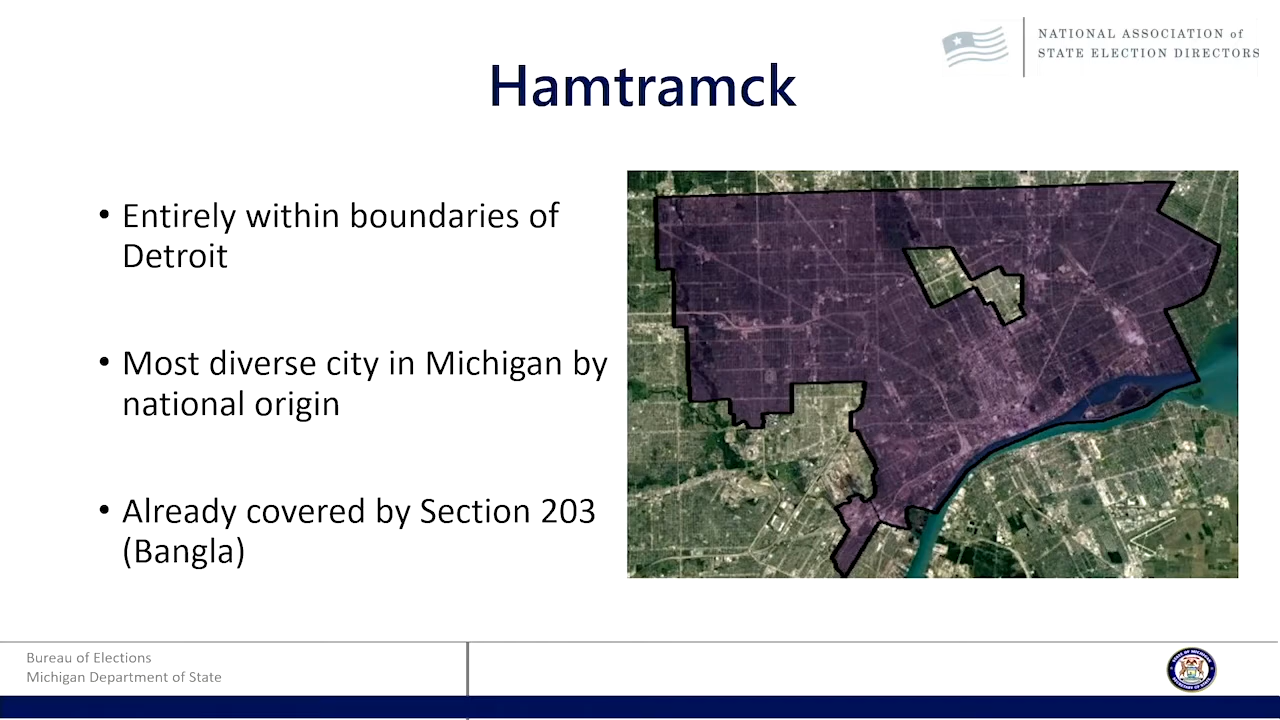 NATIONAL ASSOCIATION of
STATE ELECTION DIRECTORS
Hamtramck
• Entirely within boundaries of
Detroit
• Most diverse city in Michigan by
national origin
• Already covered by Section 203
(Bangla)
Bureau of Elections
Michigan Department of State